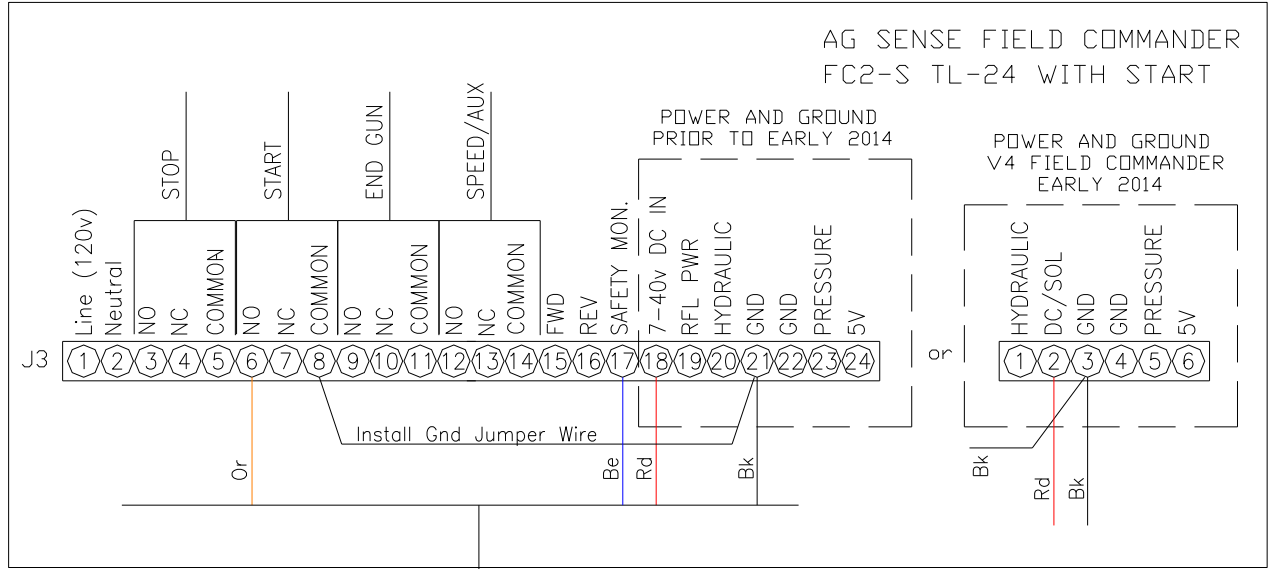 AG SENSE FIELD COMMANDER
FC2-S TL-24 WITH START
POWER AND GROUND
PRIOR TO EARLY 2014
POWER AND GROUND
V4 FIELD COMMANDER
EARLY 2014
STOP
START
END GUN
SPEED/AUX
Line (120v)
Neutral
NO
NC
COMMON
NO
NC
COMMON
NO
NC
COMMON
NO
NC
COMMON
FWD
REV
SAFETY MON.
7-40v DC IN
RFL PWR
HYDRAULIC
GND
GND
PRESSURE
5V
HYDRAULIC
DC/SOL
GND
GND
PRESSURE
5V
J3 1 2 3 4 5 6 7 8 9 10 11 12 13 14 15 16 17 18 19 20 21 22 23 24 or 1 2 3 4 5 6
Install Gnd Jumper Wire
Or
Be
Rd
Bk
Bk
Rd
Bk